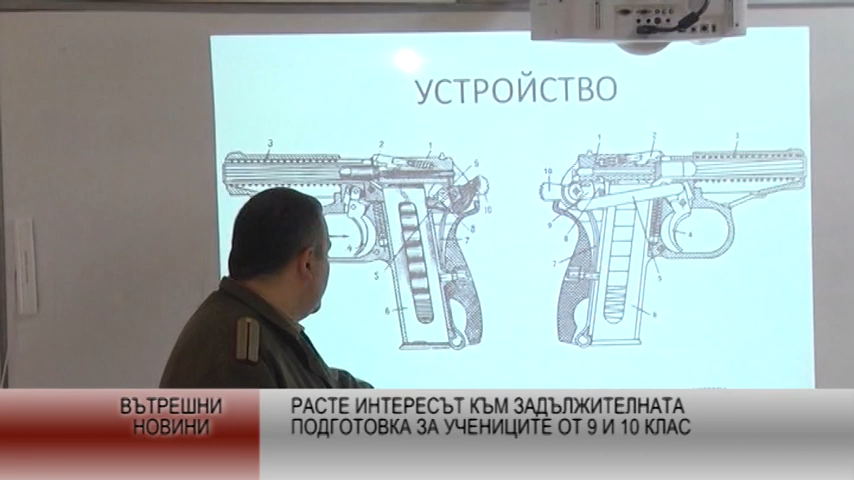 УСТРОЙСТВО
ВЪТРЕШНИ
НОВИНИ
РАСТЕ ИНТЕРЕСЪТ КЪМ ЗАДЪЛЖИТЕЛНАТА
ПОДГОТОВКА ЗА УЧЕНИЦИТЕ ОТ 9 И 10 КЛАС